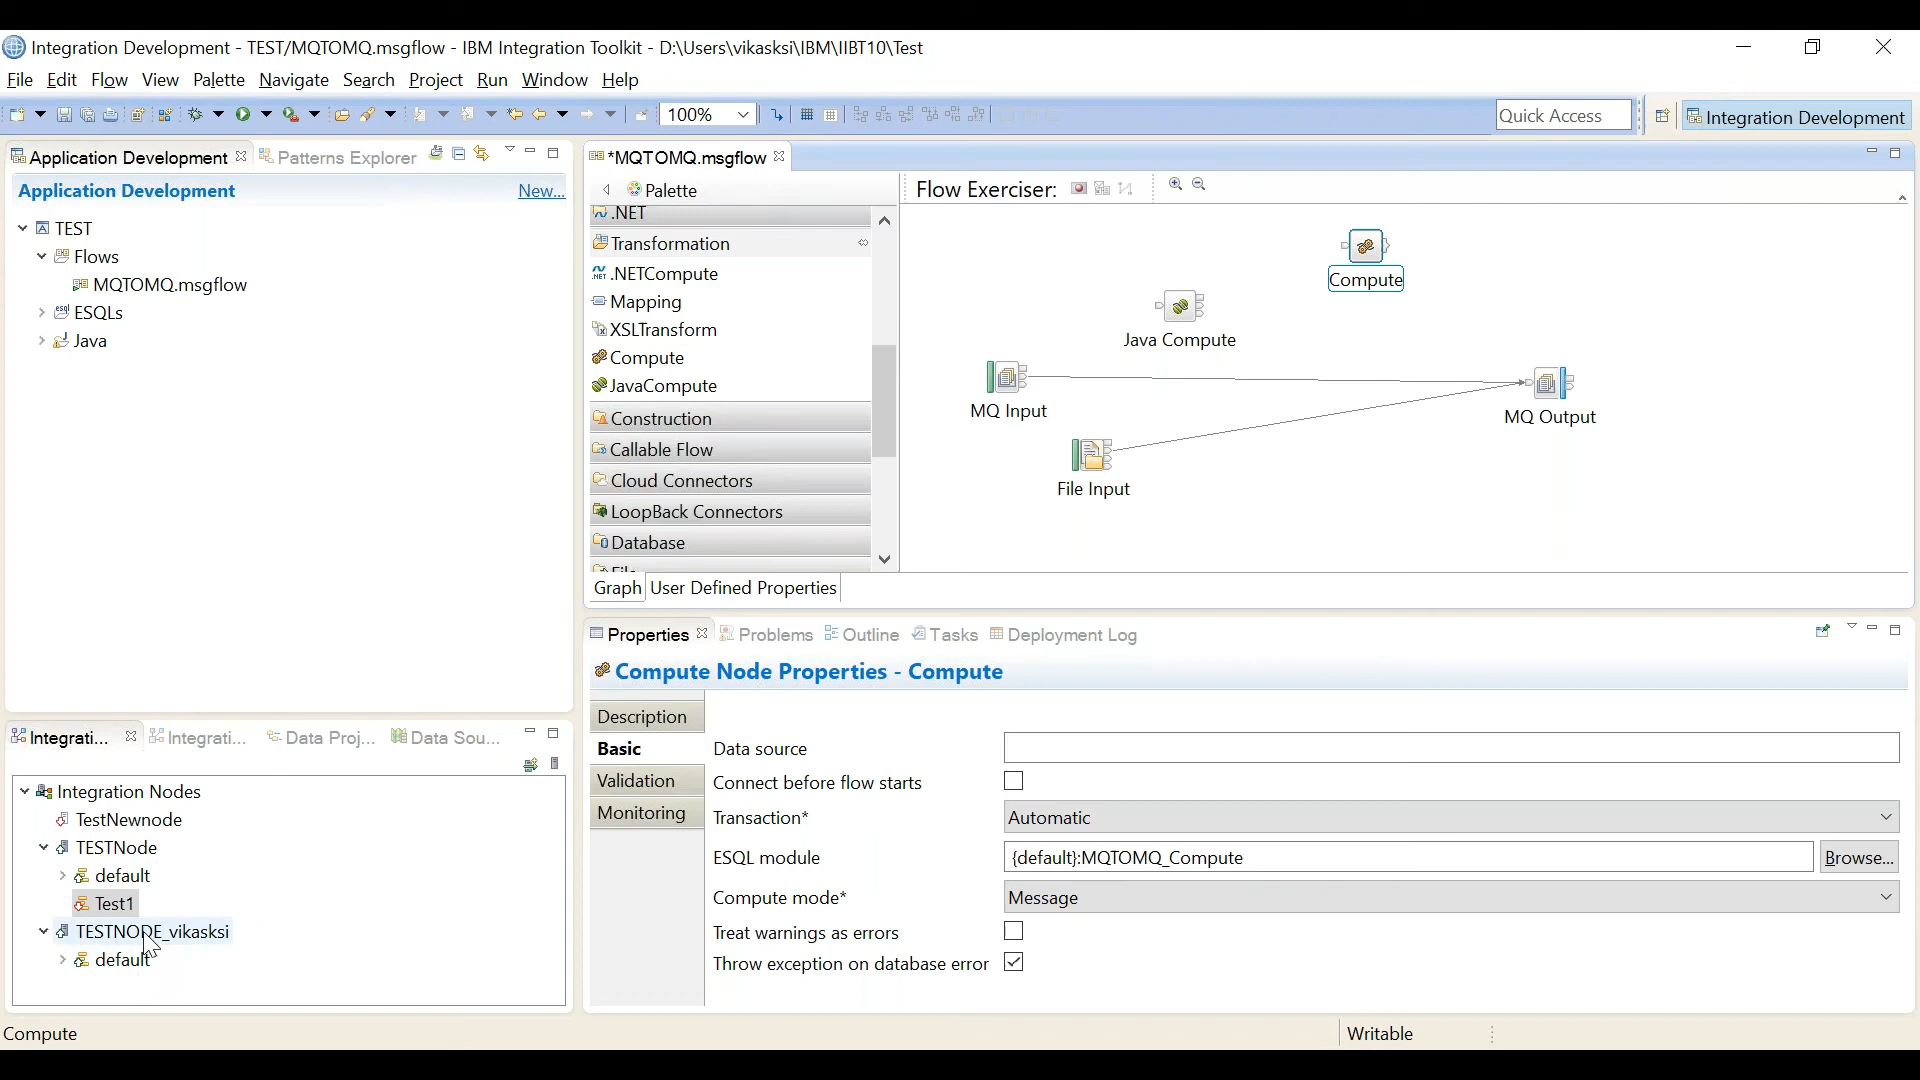 Integration Development - TEST/MQTOMQ.msgflow - IBM Integration Toolkit - D:\Users\vikasksi\IBM\IIBT10\Test
File Edit Flow View Palette Navigate Search Project Run Window Help
100%
Quick Access
Integration Development
Application Development
Patterns Explorer
Application Development
New...
TEST
Flows
MQTOMQ.msgflow
ESQLs
Java
*MQTOMQ.msgflow
Palette
.NET
Transformation
.NETCompute
Mapping
XSLTransform
Compute
JavaCompute
Construction
Callable Flow
Cloud Connectors
LoopBack Connectors
Database
Flow Exerciser:
Compute
Java Compute
MQ Input
MQ Output
File Input
Graph
User Defined Properties
Integrati...
Integrati...
Data Proj...
Data Sou...
Integration Nodes
TestNewnode
TESTNode
default
Test1
TESTNODE_vikasksi
default
Properties
Problems
Outline
Tasks
Deployment Log
Compute Node Properties - Compute
Description
Basic
Validation
Monitoring
Data source
Connect before flow starts
Transaction*
Automatic
ESQL module
{default}:MQTOMQ_Compute
Browse...
Compute mode*
Message
Treat warnings as errors
Throw exception on database error
Compute
Writable